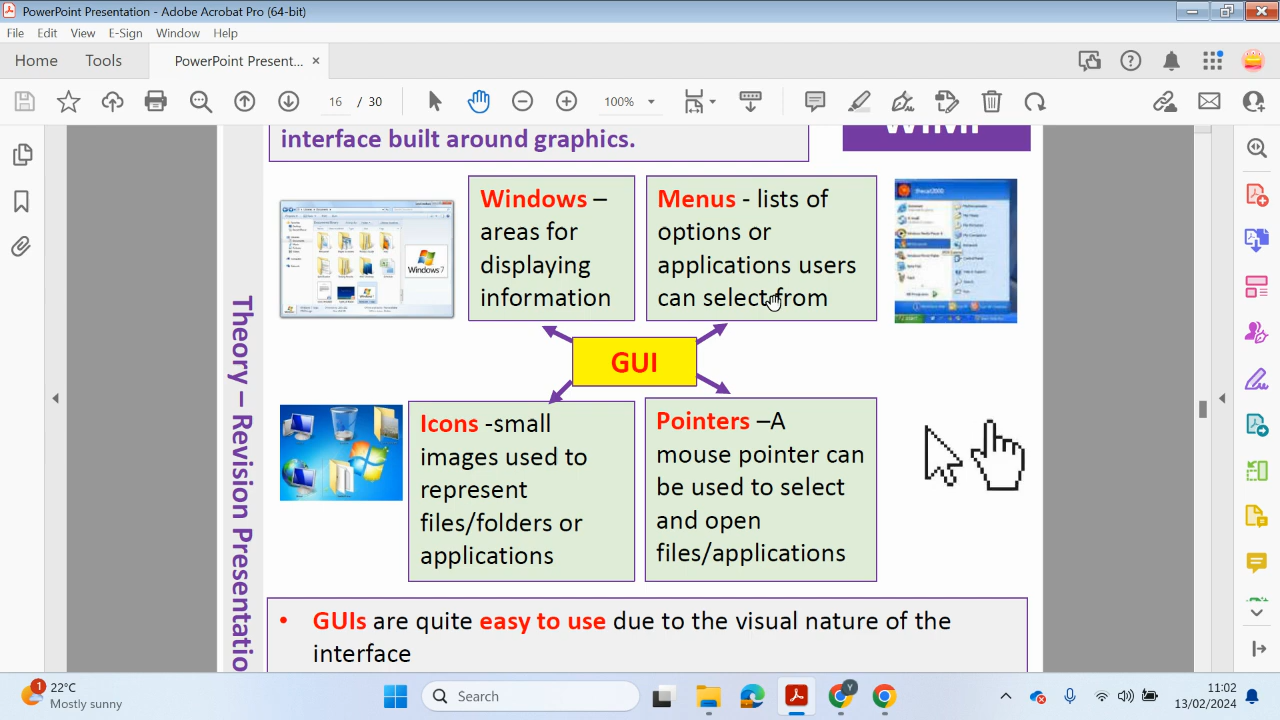 PowerPoint Presentation - Adobe Acrobat Pro (64-bit)
File Edit View E-Sign Window Help
Home Tools PowerPoint Present... ×
16 / 30 100%
interface built around graphics.
WIMP
Windows –
areas for
displaying
information
Menus - lists of
options or
applications users
can select from
Windows 7
GUI
Icons -small
images used to
represent
files/folders or
applications
Pointers –A
mouse pointer can
be used to select
and open
files/applications
Theory – Revision Presentatio
• GUIs are quite easy to use due to the visual nature of the
interface
1
22°C
Mostly sunny
Search
Y
11:02
13/02/2024